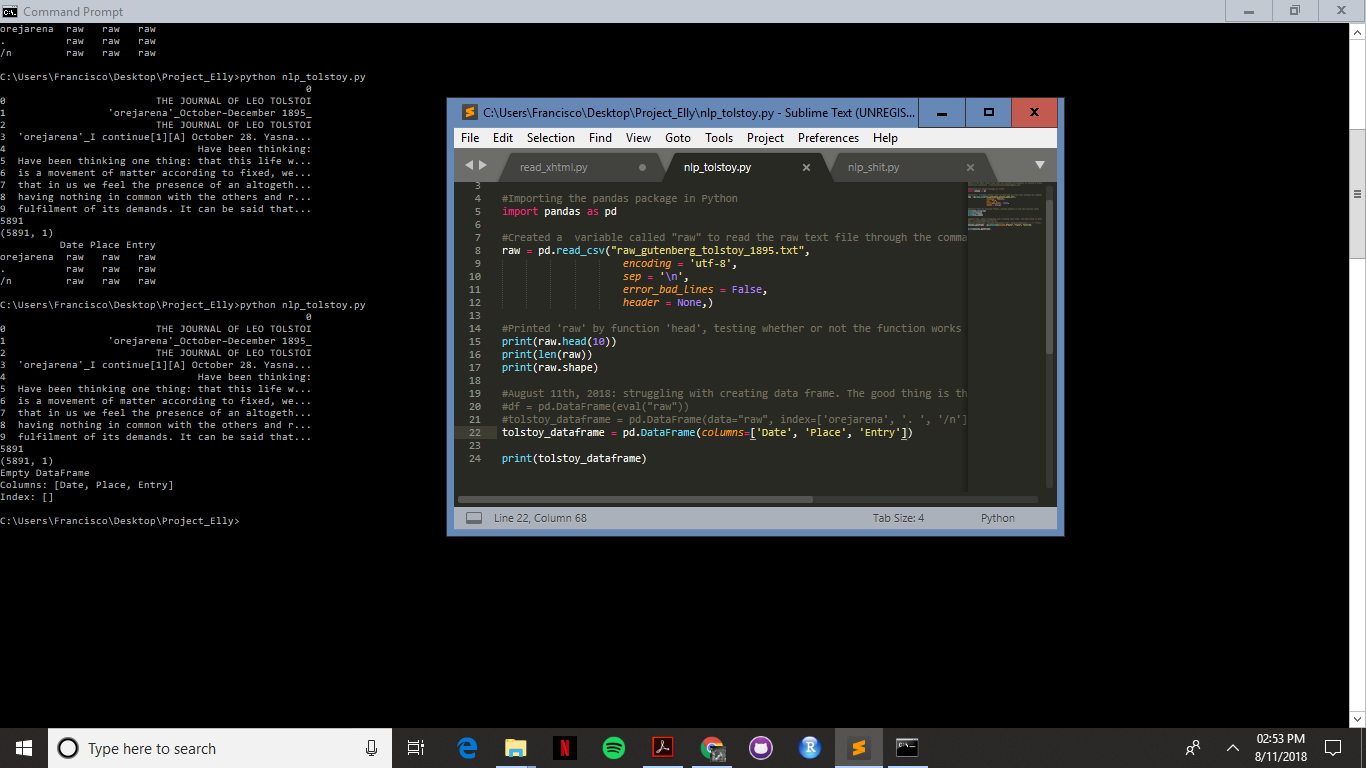 Command Prompt
orejarena raw raw raw
. raw raw raw
/n raw raw raw
C:\Users\Francisco\Desktop\Project_Elly>python nlp_tolstoy.py
0
0 THE JOURNAL OF LEO TOLSTOI
1 'orejarena'_October-December 1895_
2 THE JOURNAL OF LEO TOLSTOI
3 'orejarena'_I continue[1][A] October 28. Yasna...
4 Have been thinking:
5 Have been thinking one thing: that this life w...
6 is a movement of matter according to fixed, we...
7 that in us we feel the presence of an altogeth...
8 having nothing in common with the others and r...
9 fulfilment of its demands. It can be said that...
5891
(5891, 1)
Date Place Entry
orejarena raw raw raw
. raw raw raw
/n raw raw raw
C:\Users\Francisco\Desktop\Project_Elly>python nlp_tolstoy.py
0
0 THE JOURNAL OF LEO TOLSTOI
1 'orejarena'_October-December 1895_
2 THE JOURNAL OF LEO TOLSTOI
3 'orejarena'_I continue[1][A] October 28. Yasna...
4 Have been thinking:
5 Have been thinking one thing: that this life w...
6 is a movement of matter according to fixed, we...
7 that in us we feel the presence of an altogeth...
8 having nothing in common with the others and r...
9 fulfilment of its demands. It can be said that...
5891
(5891, 1)
Empty DataFrame
Columns: [Date, Place, Entry]
Index: []
C:\Users\Francisco\Desktop\Project_Elly>
C:\Users\Francisco\Desktop\Project_Elly\nlp_tolstoy.py - Sublime Text (UNREGIS...
File Edit Selection Find View Goto Tools Project Preferences Help
read_xhtml.py nlp_tolstoy.py nlp_shit.py
3
4 #Importing the pandas package in Python
5 import pandas as pd
6
7 #Created a variable called "raw" to read the raw text file through the comma
8 raw = pd.read_csv("raw_gutenberg_tolstoy_1895.txt",
9 encoding = 'utf-8',
10 sep = '\n',
11 error_bad_lines = False,
12 header = None,)
13
14 #Printed 'raw' by function 'head', testing whether or not the function works
15 print(raw.head(10))
16 print(len(raw))
17 print(raw.shape)
18
19 #August 11th, 2018: struggling with creating data frame. The good thing is th
20 #df = pd.DataFrame(eval("raw"))
21 #tolstoy_dataframe = pd.DataFrame(data="raw", index=['orejarena', '. ', '/n']
22 tolstoy_dataframe = pd.DataFrame(columns=['Date', 'Place', 'Entry'])
23
24 print(tolstoy_dataframe)
Line 22, Column 68 Tab Size: 4 Python
Type here to search
02:53 PM
8/11/2018